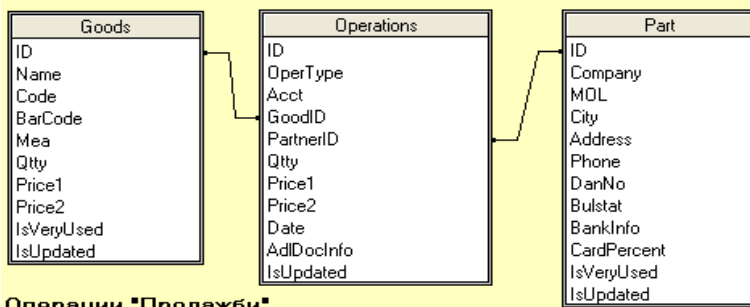 Goods
ID
Name
Code
BarCode
Mea
Qtty
Price1
Price2
IsVeryUsed
IsUpdated
Operations
ID
OperType
Acct
GoodID
PartnerID
Qtty
Price1
Price2
Date
AdlDocInfo
IsUpdated
Part
ID
Company
MOL
City
Address
Phone
DanNo
Bulstat
BankInfo
CardPercent
IsVeryUsed
IsUpdated
Операции "Продажби"